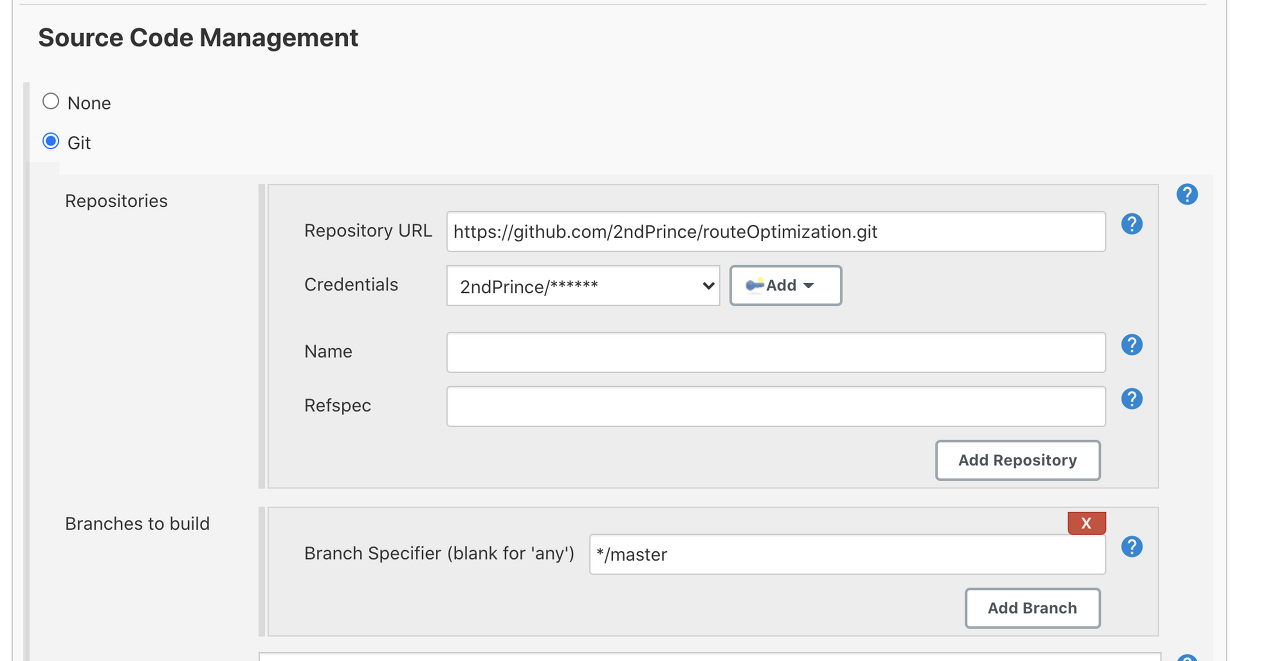 Source Code Management
None
Git
Repositories
?
Repository URL https://github.com/2ndPrince/routeOptimization.git ?
Credentials 2ndPrince/****** Add
Name ?
Refspec ?
Add Repository
Branches to build
X
Branch Specifier (blank for 'any') */master ?
Add Branch